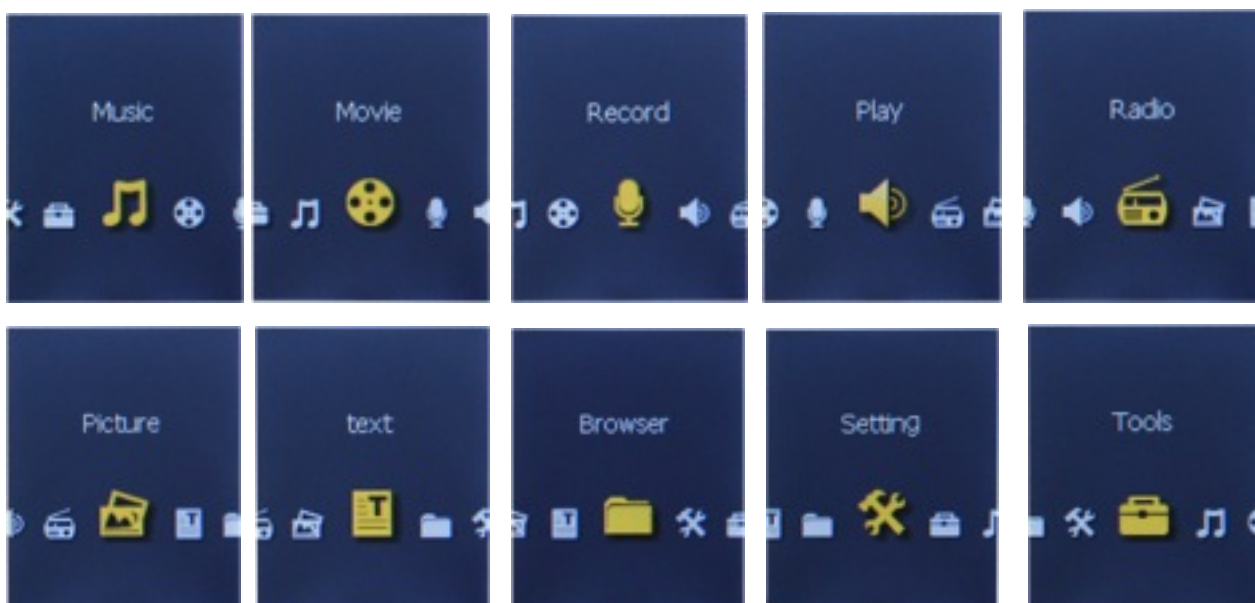 Music
Movie
Record
Play
Radio
Picture
text
Browser
Setting
Tools